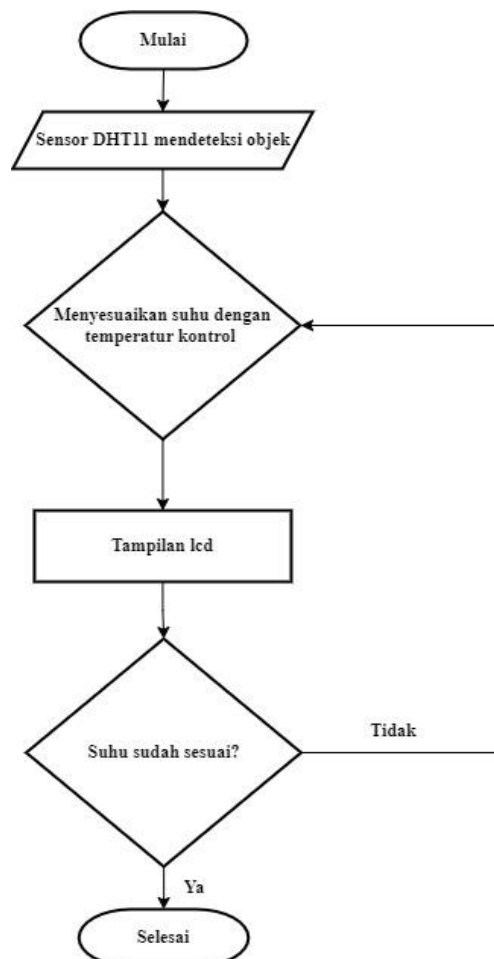 Mulai
Sensor DHT11 mendeteksi objek
Menyesuaikan suhu dengan
temperatur kontrol
Tampilan lcd
Suhu sudah sesuai?
Tidak
Ya
Selesai